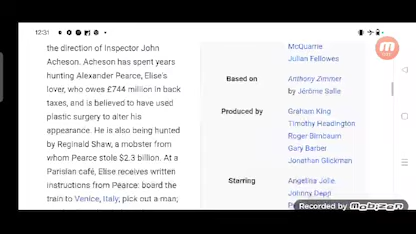 12:31
the direction of Inspector John
Acheson. Acheson has spent years
hunting Alexander Pearce, Elise's
lover, who owes £744 million in back
taxes, and is believed to have used
plastic surgery to alter his
appearance. He is also being hunted
by Reginald Shaw, a mobster from
whom Pearce stole $2.3 billion. At a
Parisian café, Elise receives written
instructions from Pearce: board the
train to Venice, Italy; pick out a man;
McQuarrie
Julian Fellowes
Based on
Anthony Zimmer
by Jérôme Salle
Produced by
Graham King
Timothy Headington
Roger Birnbaum
Gary Barber
Jonathan Glickman
Starring
Angelina Jolie
Johnny Depp
Recorded by Mobizen